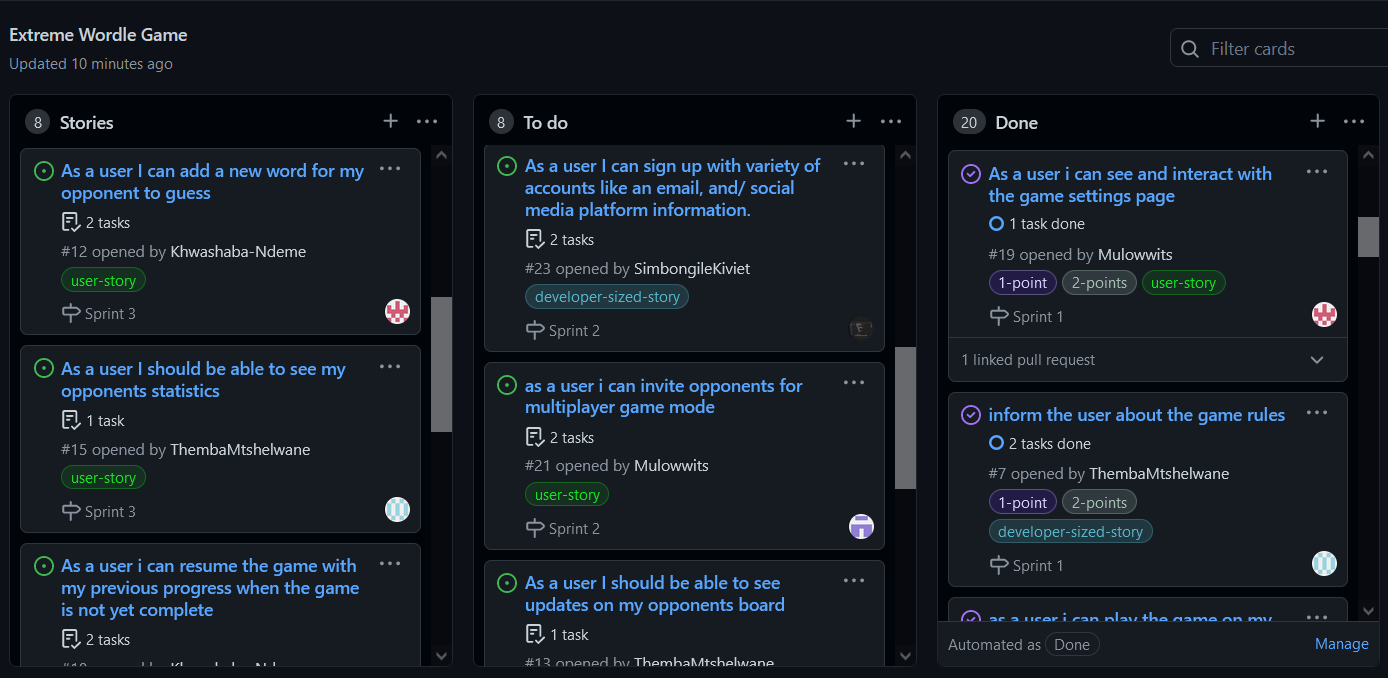 Extreme Wordle Game
Updated 10 minutes ago
Filter cards
8 Stories
As a user I can add a new word for my
opponent to guess
2 tasks
#12 opened by Khwashaba-Ndeme
user-story
Sprint 3
As a user I should be able to see my
opponents statistics
1 task
#15 opened by ThembaMtshelwane
user-story
Sprint 3
As a user i can resume the game with
my previous progress when the game
is not yet complete
2 tasks
8 To do
As a user I can sign up with variety of
accounts like an email, and/ social
media platform information.
2 tasks
#23 opened by SimbongileKiviet
developer-sized-story
Sprint 2
as a user i can invite opponents for
multiplayer game mode
2 tasks
#21 opened by Mulowwits
user-story
Sprint 2
As a user I should be able to see
updates on my opponents board
1 task
#13 opened by ThembaMtshelwane
20 Done
As a user i can see and interact with
the game settings page
1 task done
#19 opened by Mulowwits
1-point 2-points user-story
Sprint 1
1 linked pull request
inform the user about the game rules
2 tasks done
#7 opened by ThembaMtshelwane
1-point 2-points
developer-sized-story
Sprint 1
as a user i can play the game on my
Automated as Done
Manage